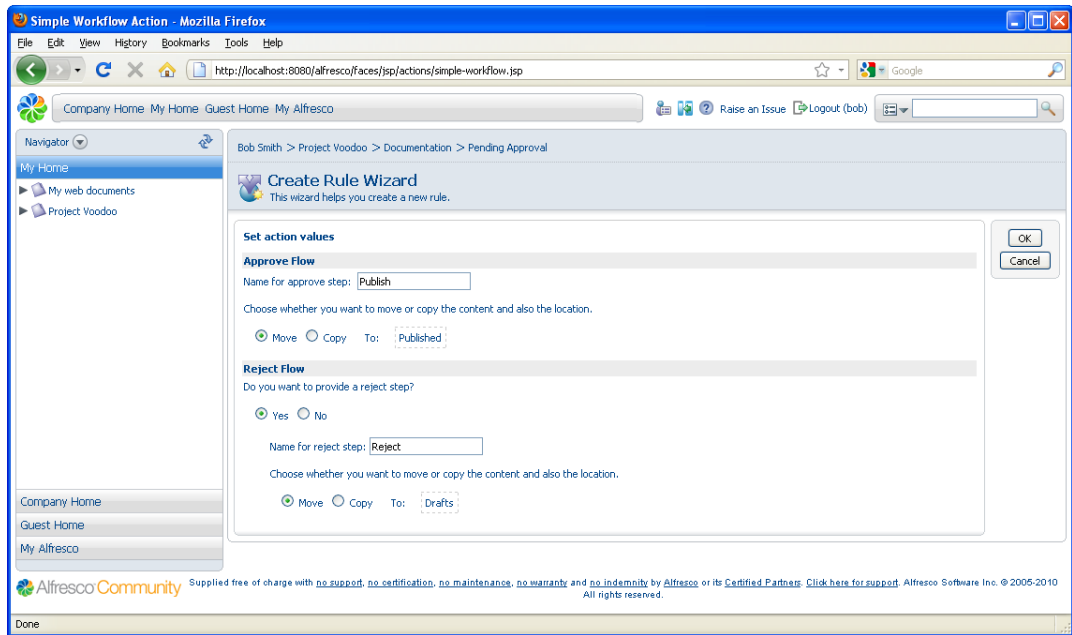 Simple Workflow Action - Mozilla Firefox
File Edit View History Bookmarks Tools Help
http://localhost:8080/alfresco/faces/jsp/actions/simple-workflow.jsp
Google
Company Home My Home Guest Home My Alfresco
Raise an Issue Logout (bob)
Navigator
My Home
My web documents
Project Voodoo
Company Home
Guest Home
My Alfresco
Bob Smith > Project Voodoo > Documentation > Pending Approval
Create Rule Wizard
This wizard helps you create a new rule.
Set action values
Approve Flow
Name for approve step: Publish
Choose whether you want to move or copy the content and also the location.
Move Copy To: Published
Reject Flow
Do you want to provide a reject step?
Yes No
Name for reject step: Reject
Choose whether you want to move or copy the content and also the location.
Move Copy To: Drafts
OK
Cancel
Alfresco Community
Supplied free of charge with no support, no certification, no maintenance, no warranty and no indemnity by Alfresco or its Certified Partners. Click here for support. Alfresco Software Inc. © 2005-2010
All rights reserved.
Done